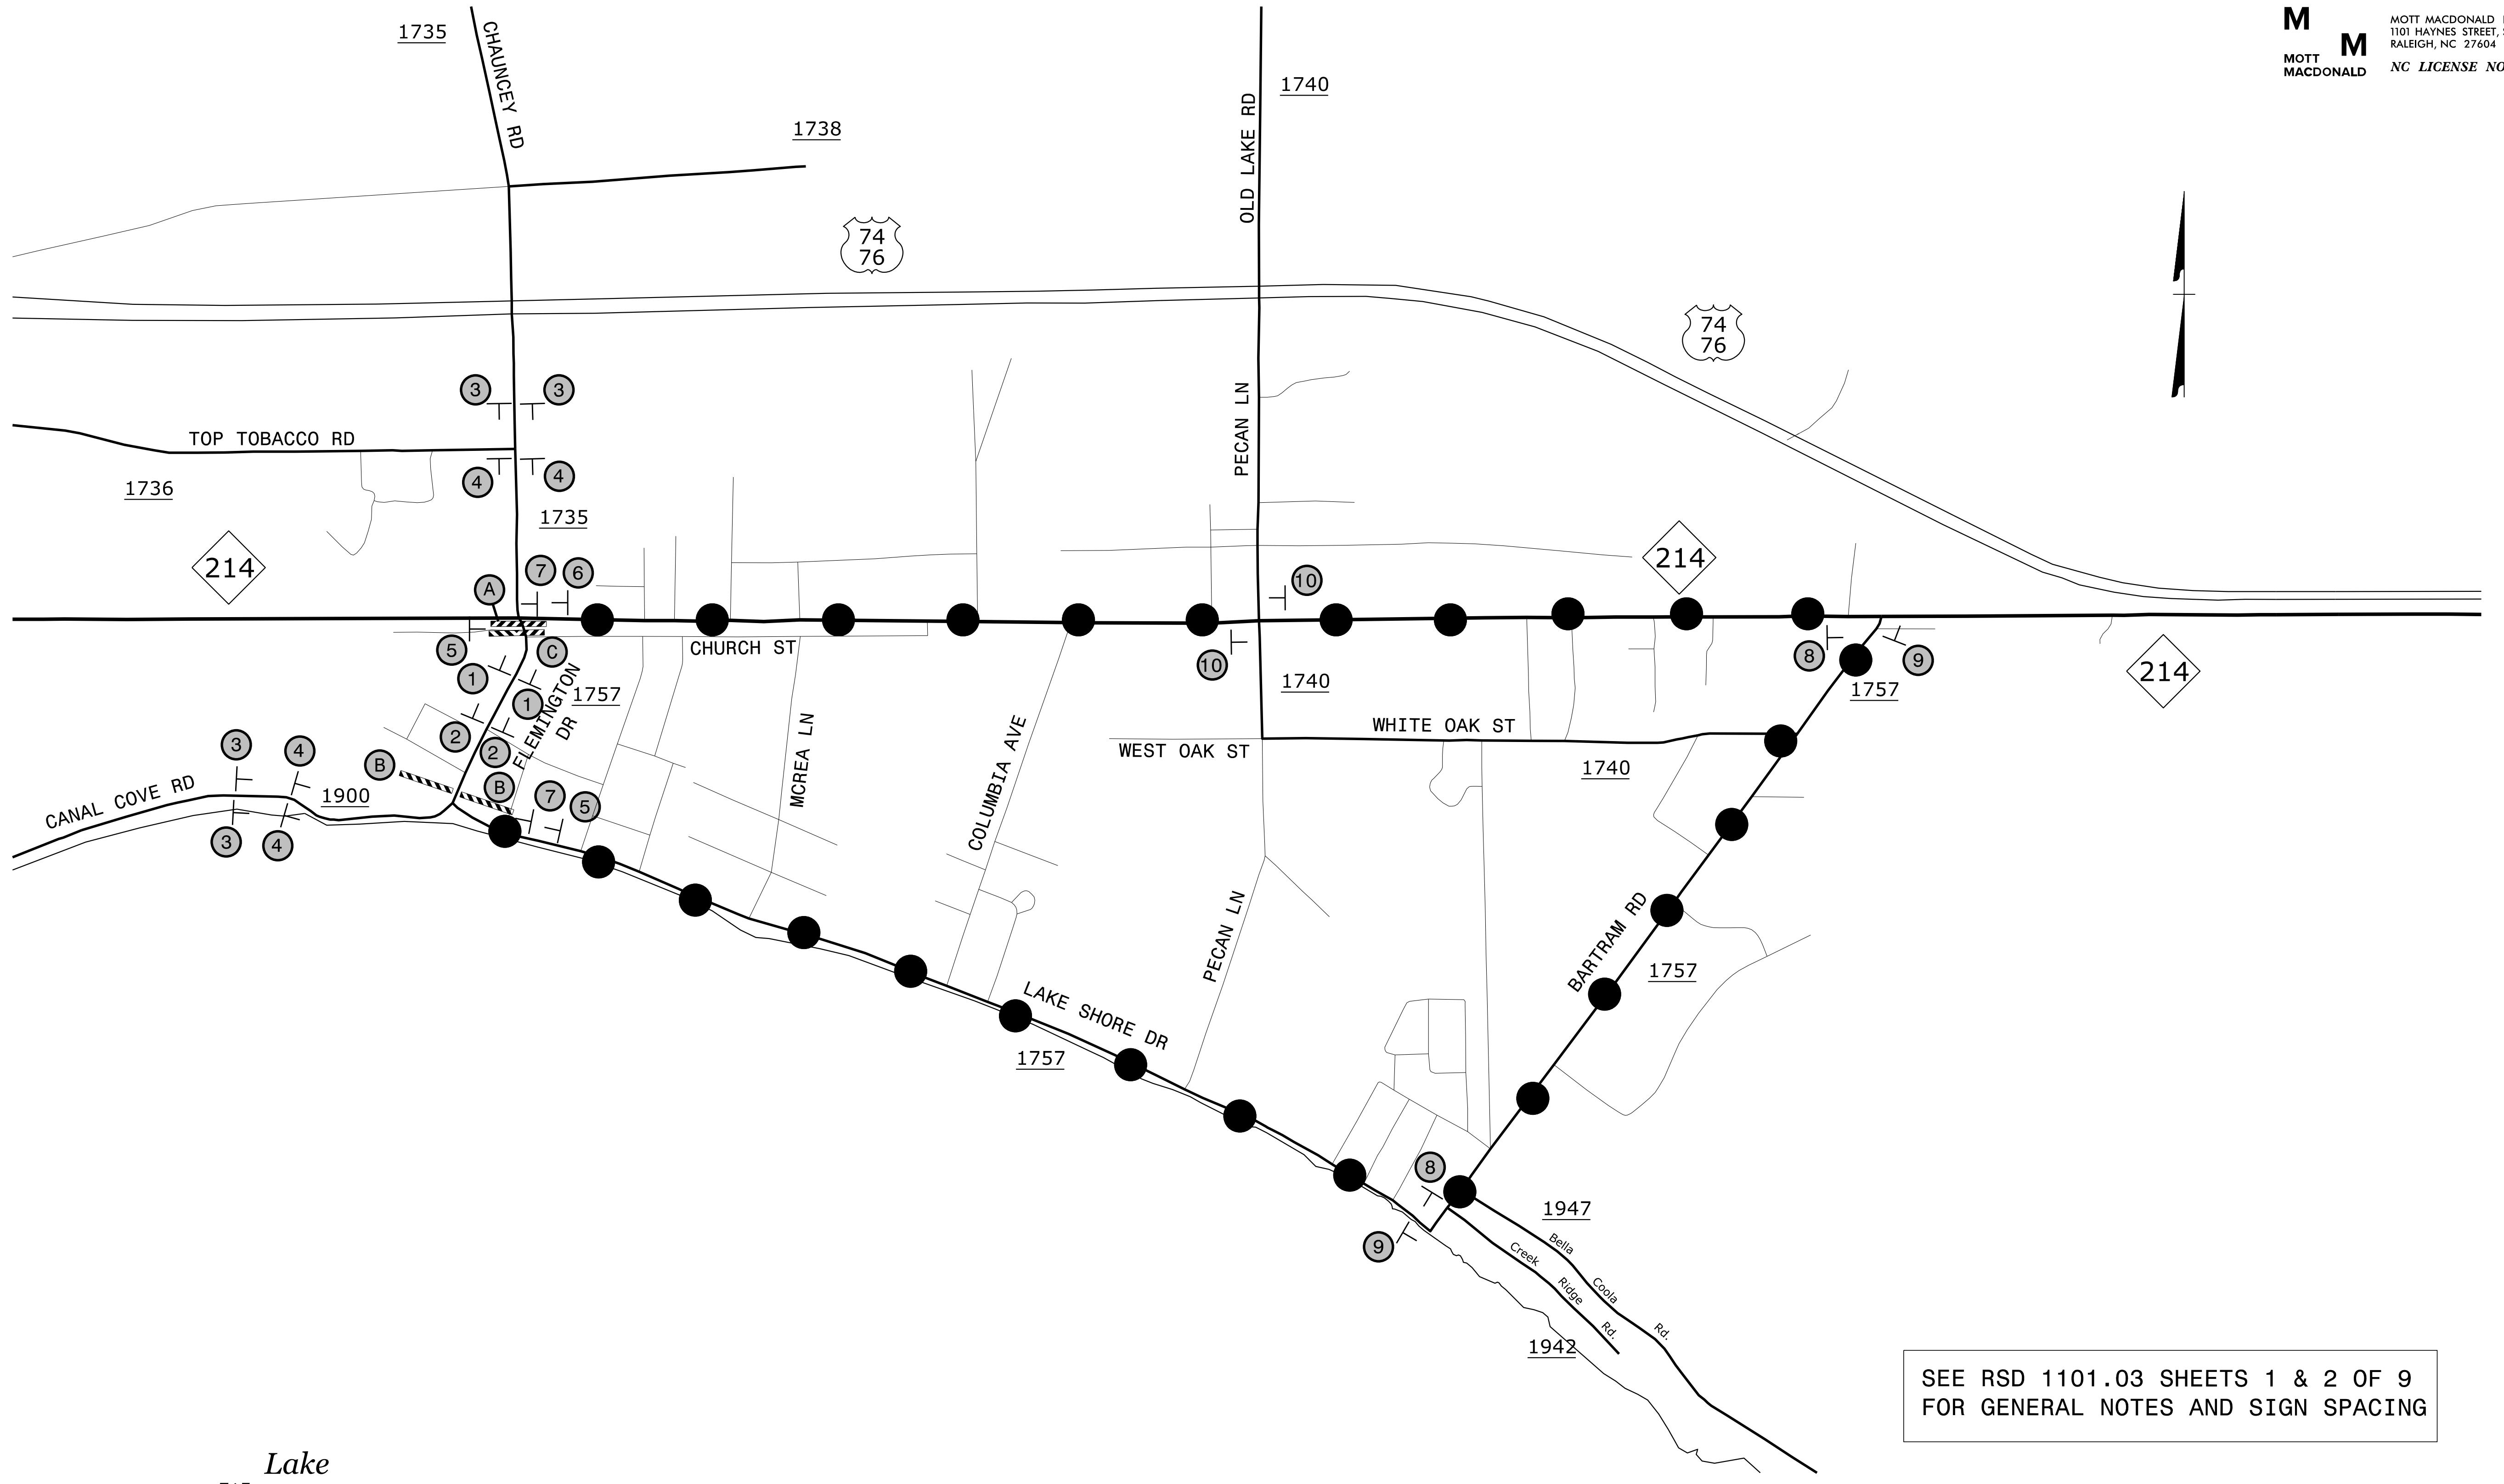 1735
CHAUNCEY RD
1738
OLD LAKE RD
1740
M
M
MOTT
MACDONALD
MOTT MACDONALD
1101 HAYNES STREET,
RALEIGH, NC 27604
NC LICENSE NO
74
76
74
76
3
3
TOP TOBACCO RD
4
4
1736
1735
PECAN LN
214
214
A
7
6
10
5
C
CHURCH ST
10
1740
8
9
1757
214
1
1
FLEMINGTON
DR
1757
2
2
MCREA LN
COLUMBIA AVE
WEST OAK ST
WHITE OAK ST
1740
3
4
B
B
7
5
CANAL COVE RD
1900
3
4
PECAN LN
BARTRAM RD
1757
LAKE SHORE DR
1757
8
9
1947
Bella Coola Rd.
Creek Ridge Rd.
1942
SEE RSD 1101.03 SHEETS 1 & 2 OF 9
FOR GENERAL NOTES AND SIGN SPACING
Lake